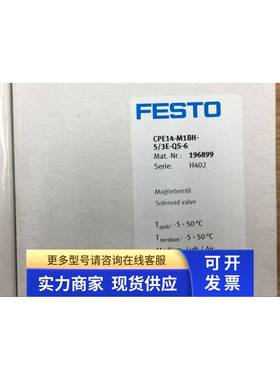 FESTO
CPE14-M1BH-
5/3E-QS-6
Mat.-Nr.: 196899
Serie: H402
Magnetventil
Solenoid valve
Tamb: -5 - 50°C
Tmedium: -5 - 50°C
更多型号请咨询在线客服
实力商家 现货供应
可开
发票